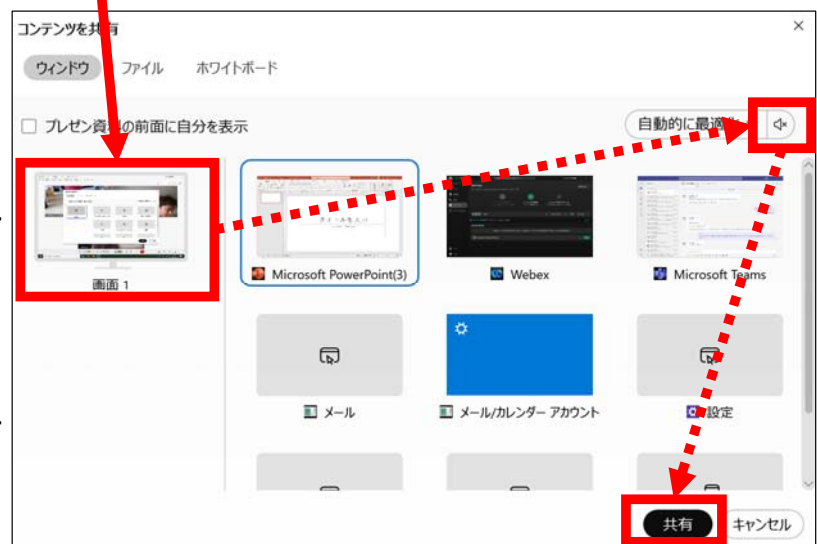 コンテンツを共有
ウィンドウ ファイル ホワイトボード
プレゼン資料の前面に自分を表示
自動的に最適化
画面 1
Microsoft PowerPoint(3)
Webex
Microsoft Teams
メール
メール/カレンダー アカウント
設定
共有
キャンセル